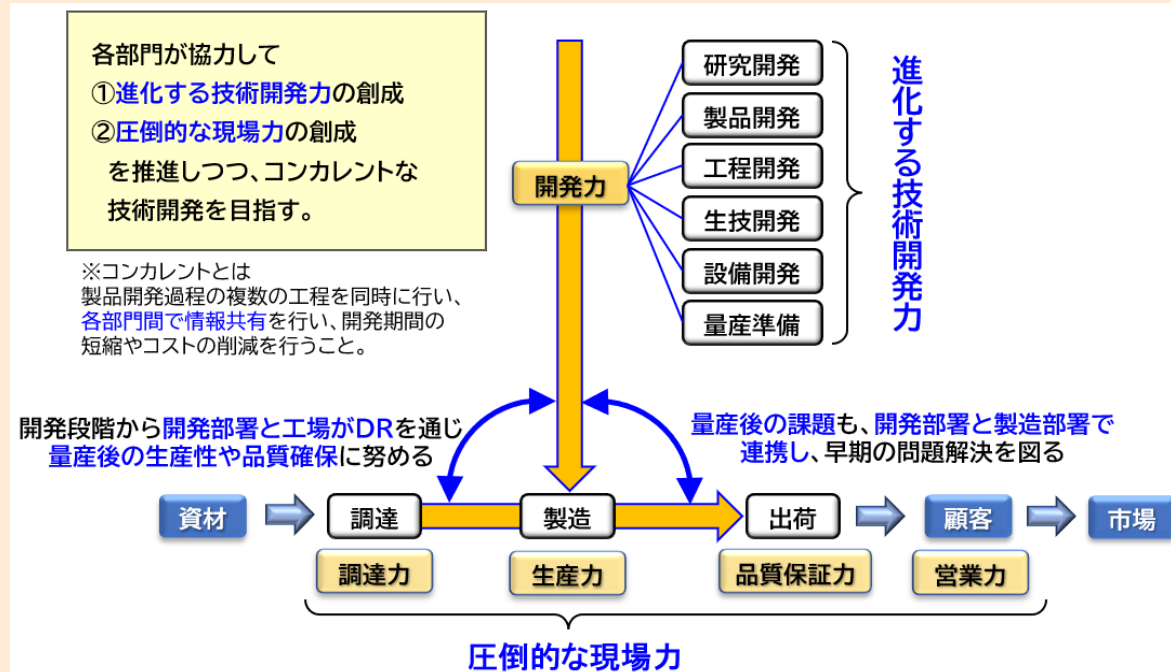 各部門が協力して
①進化する技術開発力の創成
②圧倒的な現場力の創成
を推進しつつ、コンカレントな
技術開発を目指す。
※コンカレントとは
製品開発過程の複数の工程を同時に行い、
各部門間で情報共有を行い、開発期間の
短縮やコストの削減を行うこと。
開発力
研究開発
製品開発
工程開発
生技開発
設備開発
量産準備
進化する技術開発力
開発段階から開発部署と工場がDRを通じ
量産後の生産性や品質確保に努める
量産後の課題も、開発部署と製造部署で
連携し、早期の問題解決を図る
資材
調達
製造
出荷
顧客
市場
調達力
生産力
品質保証力
営業力
圧倒的な現場力